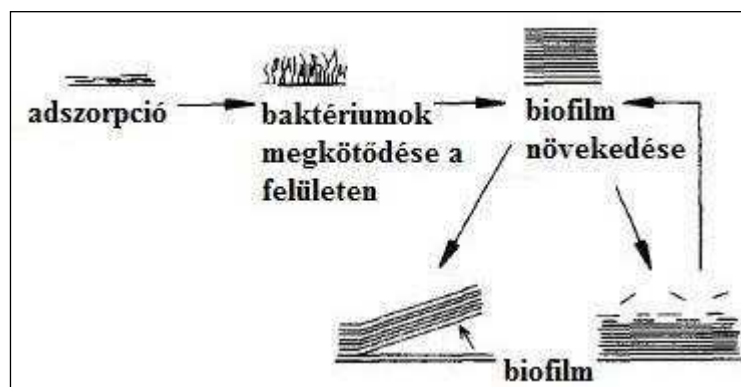 adszorpció
baktériumok
megkötődése a
felületen
biofilm
növekedése
biofilm